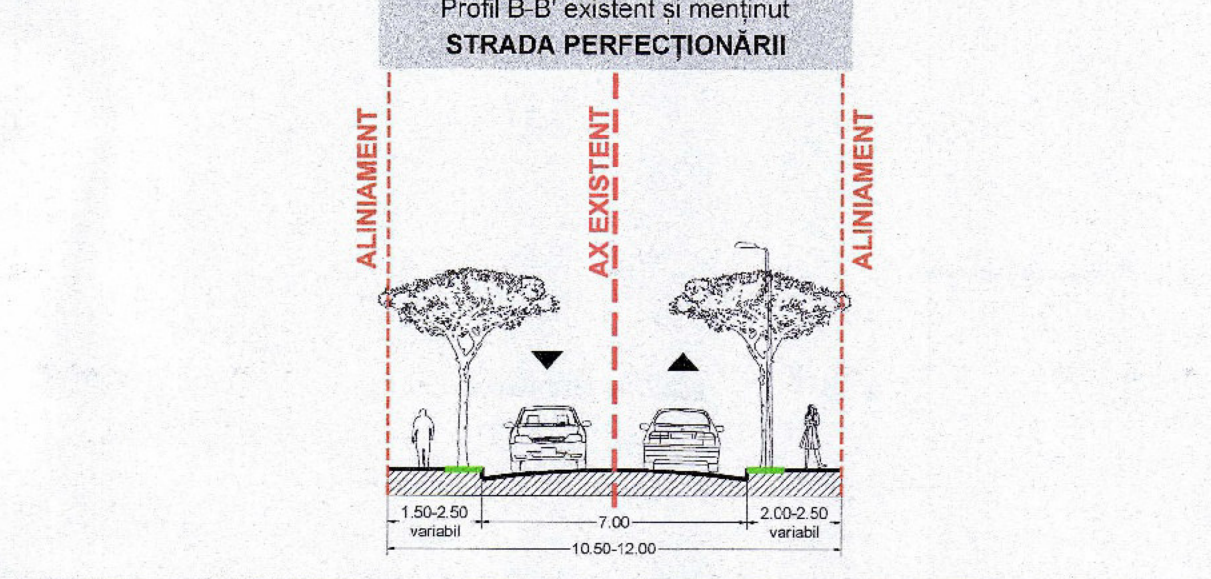 Profil B-B' existent și menținut
STRADA PERFECȚIONĂRII
ALINIAMENT
AX EXISTENT
ALINIAMENT
1.50-2.50
variabil
7.00
2.00-2.50
variabil
10.50-12.00